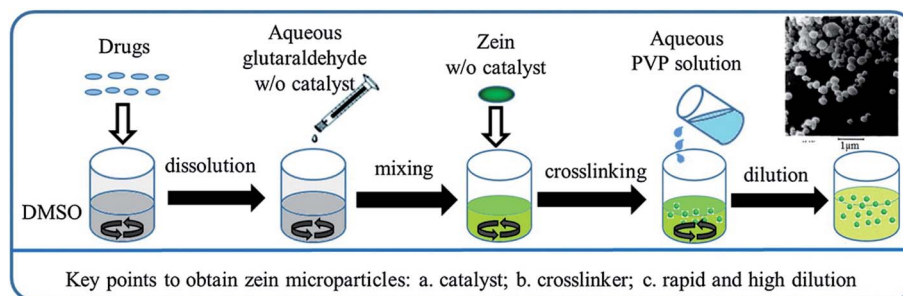 Drugs
Aqueous
glutaraldehyde
w/o catalyst
Zein
w/o catalyst
Aqueous
PVP solution
1μm
dissolution
mixing
crosslinking
dilution
DMSO
Key points to obtain zein microparticles: a. catalyst; b. crosslinker; c. rapid and high dilution